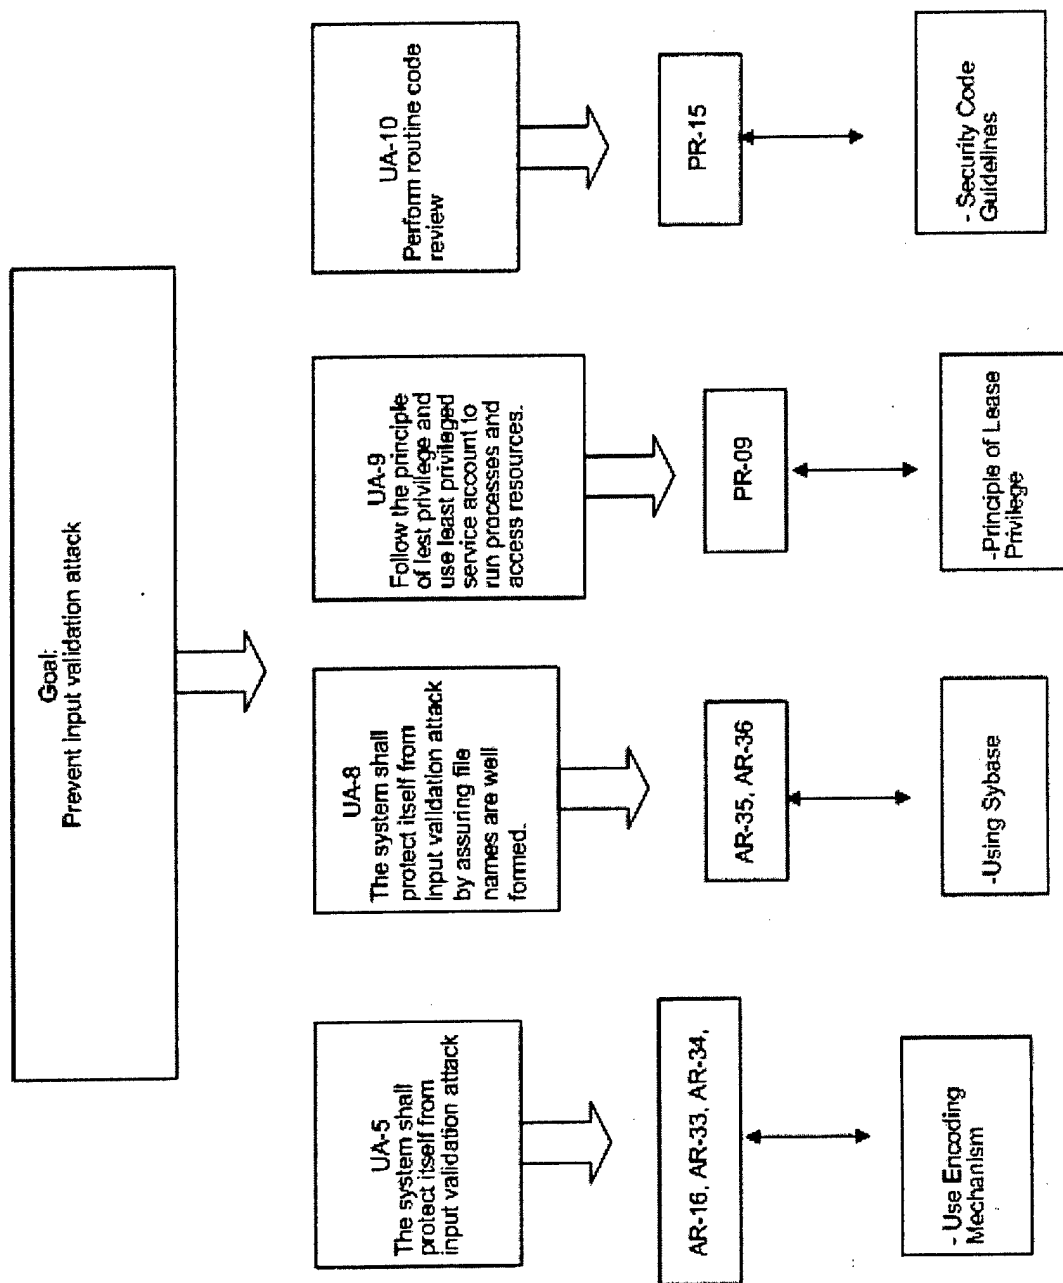 Goal:
Prevent input validation attack
UA-5
The system shall
protect itself from
input validation attack
UA-8
The system shall
protect itself from
input validation attack
by assuring file
names are well
formed.
UA-9
Follow the principle
of lest privilege and
use least privileged
service account to
run processes and
access resources.
UA-10
Perform routine code
review
AR-16, AR-33, AR-34,
AR-35, AR-36
PR-09
PR-15
- Use Encoding
Mechanism
-Using Sybase
-Principle of Lease
Privilege
- Security Code
Guidelines